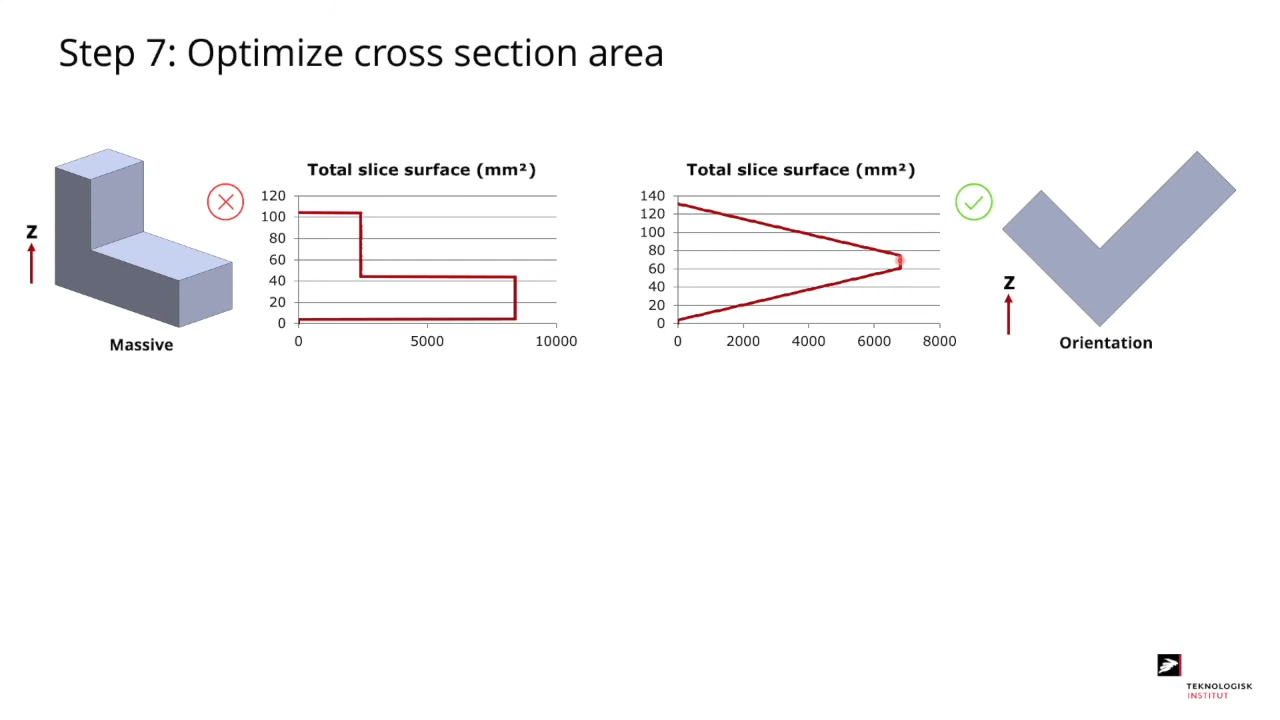 Step 7: Optimize cross section area
Z
Massive
Total slice surface (mm²)
120
100
80
60
40
20
0
0 5000 10000
Total slice surface (mm²)
140
120
100
80
60
40
20
0
0 2000 4000 6000 8000
Z
Orientation
TEKNOLOGISK
INSTITUT